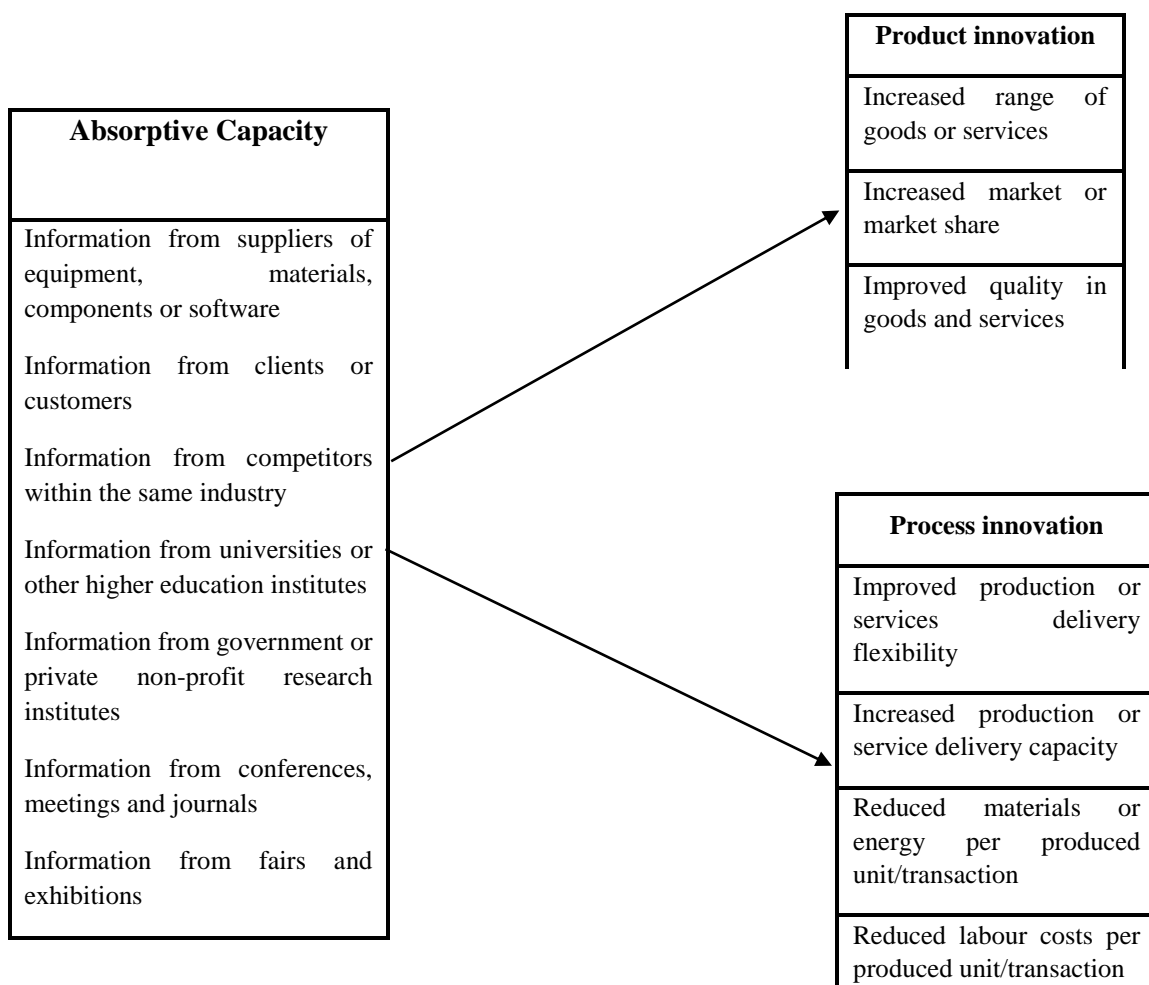 Absorptive Capacity
Information from suppliers of
equipment, materials,
components or software
Information from clients or
customers
Information from competitors
within the same industry
Information from universities or
other higher education institutes
Information from government or
private non-profit research
institutes
Information from conferences,
meetings and journals
Information from fairs and
exhibitions
Product innovation
Increased range of
goods or services
Increased market or
market share
Improved quality in
goods and services
Process innovation
Improved production or
services delivery
flexibility
Increased production or
service delivery capacity
Reduced materials or
energy per produced
unit/transaction
Reduced labour costs per
produced unit/transaction